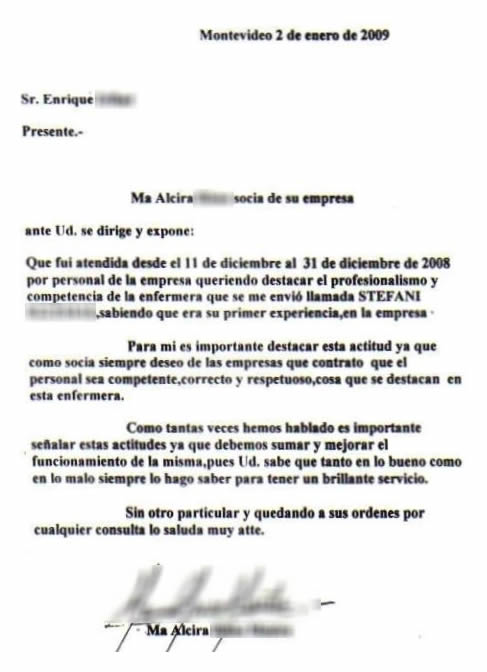 Montevideo 2 de enero de 2009
Sr. Enrique
Presente.-
Ma Alcira socia de su empresa
ante Ud. se dirige y expone:
Que fui atendida desde el 11 de diciembre al 31 de diciembre de 2008
por personal de la empresa queriendo destacar el profesionalismo y
competencia de la enfermera que se me envió llamada STEFANI
,sabiendo que era su primer experiencia,en la empresa
Para mi es importante destacar esta actitud ya que
como socia siempre deseo de las empresas que contrato que el
personal sea competente,correcto y respetuoso,cosa que se destacan en
esta enfermera.
Como tantas veces hemos hablado es importante
señalar estas actitudes ya que debemos sumar y mejorar el
funcionamiento de la misma,pues Ud. sabe que tanto en lo bueno como
en lo malo siempre lo hago saber para tener un brillante servicio.
Sin otro particular y quedando a sus ordenes por
cualquier consulta lo saluda muy atte.
Ma Alcira